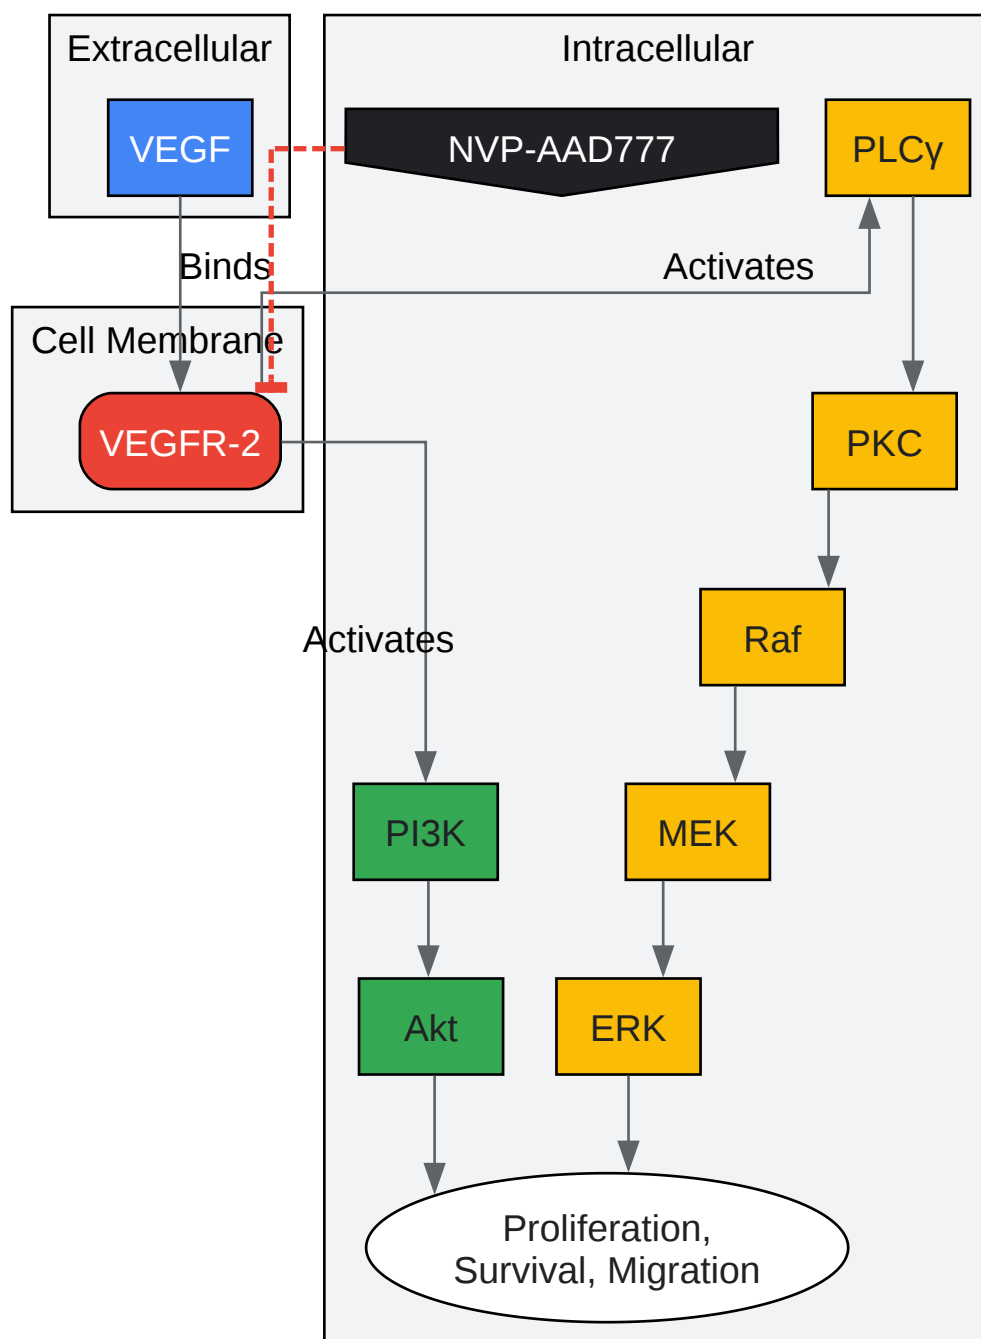 Extracellular
Intracellular
VEGF
NVP-AAD777
PLCγ
Binds
Activates
Cell Membrane
VEGFR-2
PKC
Activates
Raf
PI3K
MEK
Akt
ERK
Proliferation,
Survival, Migration